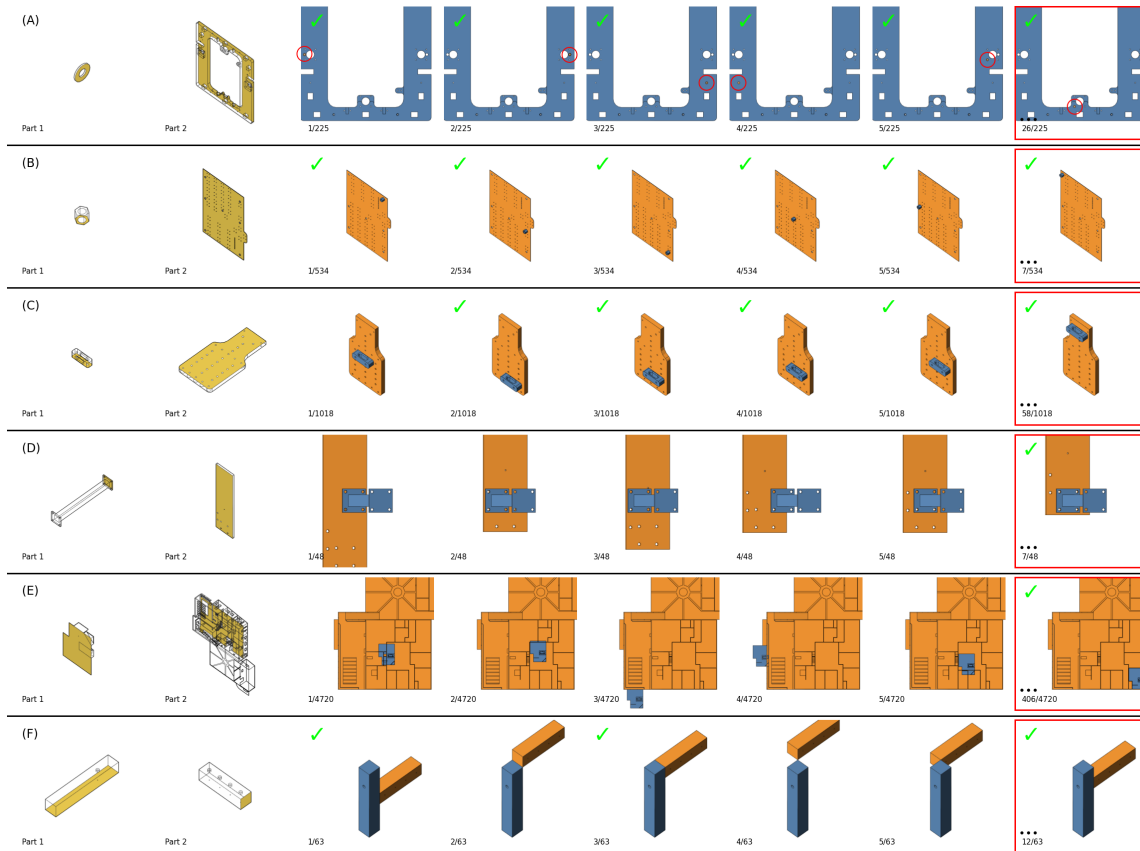 (A)
Part 1 Part 2 1/225 2/225 3/225 4/225 5/225 ... 26/225
(B)
Part 1 Part 2 1/534 2/534 3/534 4/534 5/534 ... 7/534
(C)
Part 1 Part 2 1/1018 2/1018 3/1018 4/1018 5/1018 ... 58/1018
(D)
Part 1 Part 2 1/48 2/48 3/48 4/48 5/48 ... 7/48
(E)
Part 1 Part 2 1/4720 2/4720 3/4720 4/4720 5/4720 ... 406/4720
(F)
Part 1 Part 2 1/63 2/63 3/63 4/63 5/63 ... 12/63